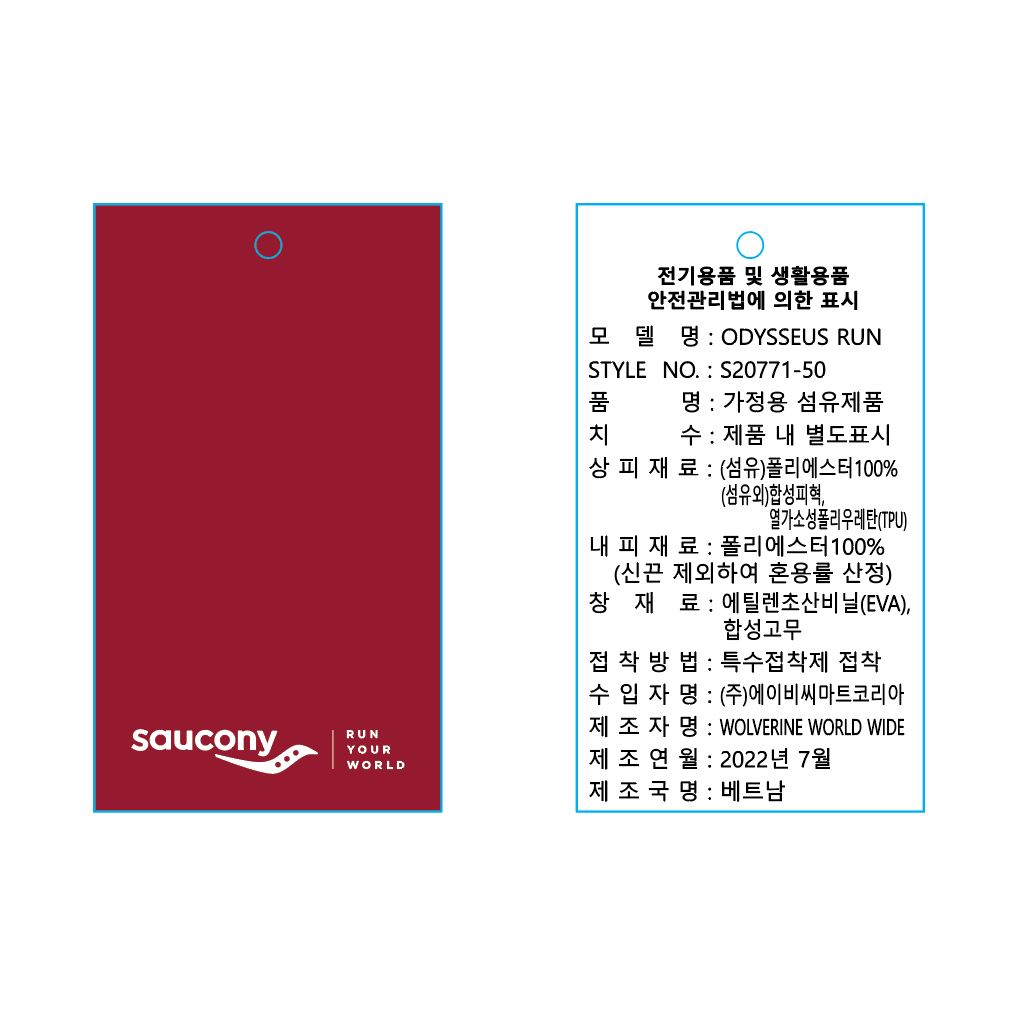 saucony
RUN
YOUR
WORLD
전기용품 및 생활용품
안전관리법에 의한 표시
모 델 명 : ODYSSEUS RUN
STYLE NO. : S20771-50
품 명 : 가정용 섬유제품
치 수 : 제품 내 별도표시
상 피 재 료 : (섬유)폴리에스터100%
(섬유외)합성피혁,
열가소성폴리우레탄(TPU)
내 피 재 료 : 폴리에스터100%
(신끈 제외하여 혼용률 산정)
창 재 료 : 에틸렌초산비닐(EVA),
합성고무
접 착 방 법 : 특수접착제 접착
수 입 자 명 : (주)에이비씨마트코리아
제 조 자 명 : WOLVERINE WORLD WIDE
제 조 연 월 : 2022년 7월
제 조 국 명 : 베트남